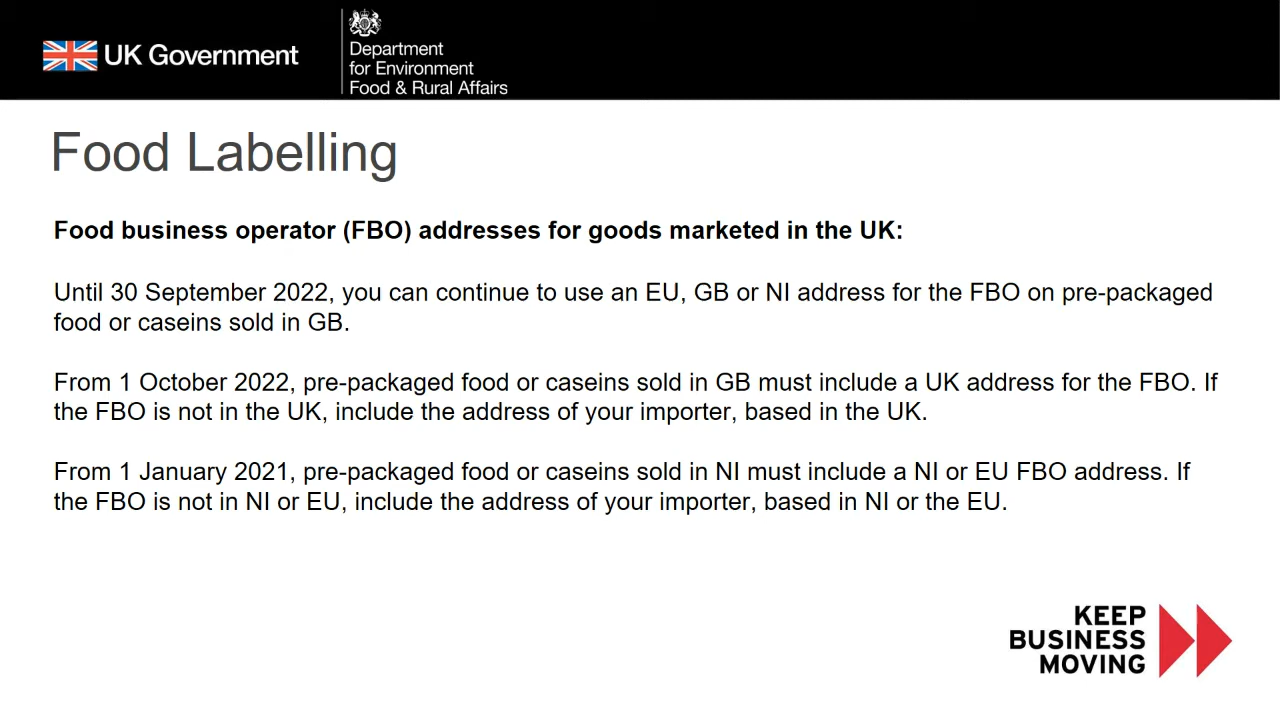 UK Government
Department
for Environment
Food & Rural Affairs
Food Labelling
Food business operator (FBO) addresses for goods marketed in the UK:
Until 30 September 2022, you can continue to use an EU, GB or NI address for the FBO on pre-packaged
food or caseins sold in GB.
From 1 October 2022, pre-packaged food or caseins sold in GB must include a UK address for the FBO. If
the FBO is not in the UK, include the address of your importer, based in the UK.
From 1 January 2021, pre-packaged food or caseins sold in NI must include a NI or EU FBO address. If
the FBO is not in NI or EU, include the address of your importer, based in NI or the EU.
KEEP
BUSINESS
MOVING